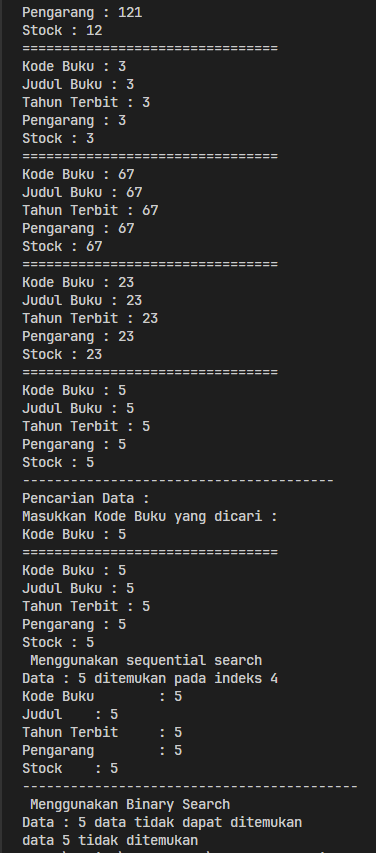 Pengarang : 121
Stock : 12
================================
Kode Buku : 3
Judul Buku : 3
Tahun Terbit : 3
Pengarang : 3
Stock : 3
================================
Kode Buku : 67
Judul Buku : 67
Tahun Terbit : 67
Pengarang : 67
Stock : 67
================================
Kode Buku : 23
Judul Buku : 23
Tahun Terbit : 23
Pengarang : 23
Stock : 23
================================
Kode Buku : 5
Judul Buku : 5
Tahun Terbit : 5
Pengarang : 5
Stock : 5
---------------------------------------
Pencarian Data :
Masukkan Kode Buku yang dicari :
Kode Buku : 5
================================
Kode Buku : 5
Judul Buku : 5
Tahun Terbit : 5
Pengarang : 5
Stock : 5
Menggunakan sequential search
Data : 5 ditemukan pada indeks 4
Kode Buku : 5
Judul : 5
Tahun Terbit : 5
Pengarang : 5
Stock : 5
------------------------------------------
Menggunakan Binary Search
Data : 5 data tidak dapat ditemukan
data 5 tidak ditemukan